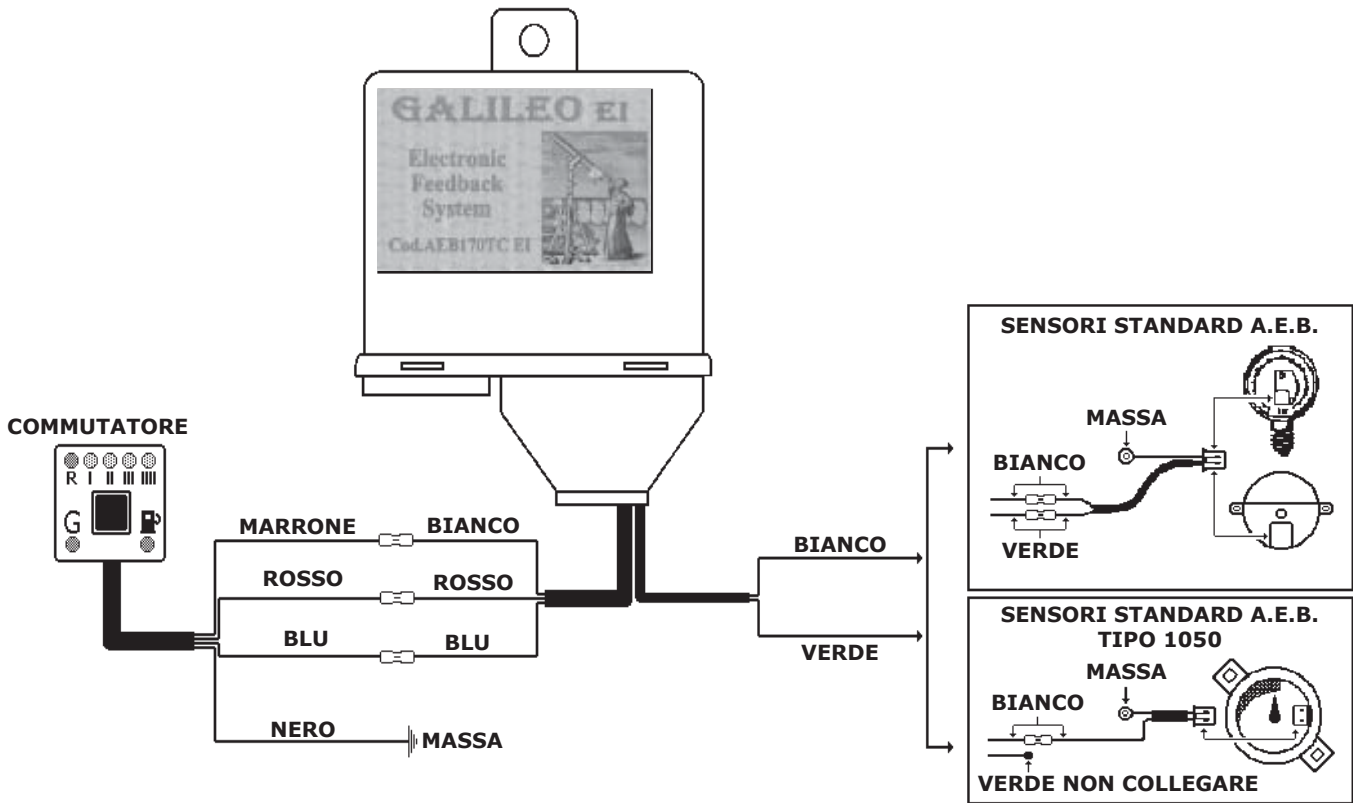 GALILEO EI
Electronic
Feedback
System
Cod.AEB170TC EI
COMMUTATORE
R I II III IIII
G
MARRONE
BIANCO
ROSSO
ROSSO
BLU
BLU
NERO
MASSA
BIANCO
VERDE
SENSORI STANDARD A.E.B.
MASSA
BIANCO
VERDE
SENSORI STANDARD A.E.B.
TIPO 1050
MASSA
BIANCO
VERDE NON COLLEGARE